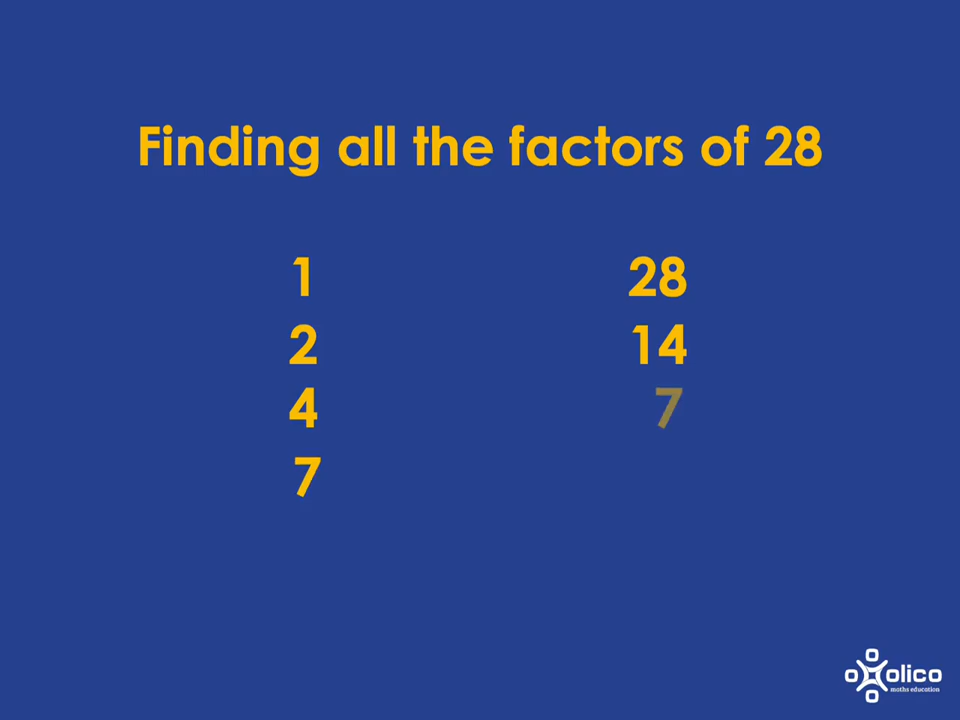 Finding all the factors of 28
1 28
2 14
4 7
7
olico
maths education